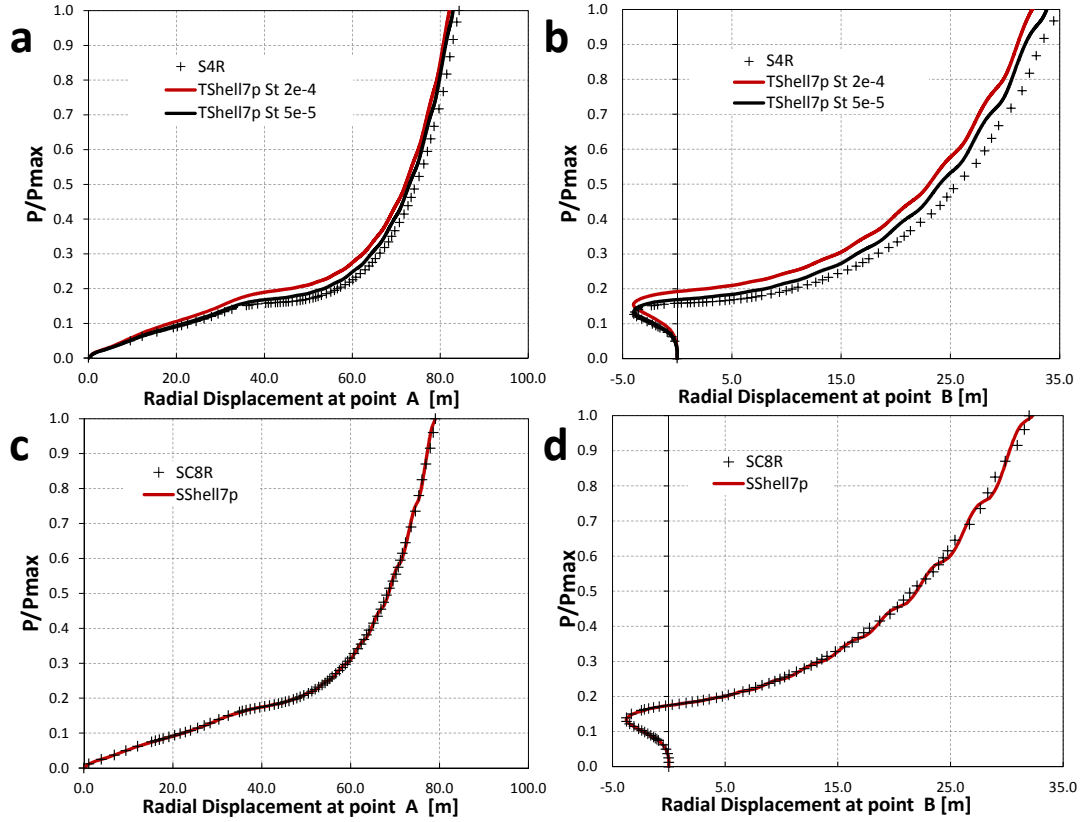 a
P/Pmax
1.0
0.9
0.8
0.7
0.6
0.5
0.4
0.3
0.2
0.1
0.0
S4R
TShell7p St 2e-4
TShell7p St 5e-5
0.0 20.0 40.0 60.0 80.0 100.0
Radial Displacement at point A [m]
b
P/Pmax
1.0
0.9
0.8
0.7
0.6
0.5
0.4
0.3
0.2
0.1
0.0
S4R
TShell7p St 2e-4
TShell7p St 5e-5
-5.0 5.0 15.0 25.0 35.0
Radial Displacement at point B [m]
c
P/Pmax
1.0
0.9
0.8
0.7
0.6
0.5
0.4
0.3
0.2
0.1
0.0
SC8R
SShell7p
0.0 20.0 40.0 60.0 80.0 100.0
Radial Displacement at point A [m]
d
P/Pmax
1.0
0.9
0.8
0.7
0.6
0.5
0.4
0.3
0.2
0.1
0.0
SC8R
SShell7p
-5.0 5.0 15.0 25.0 35.0
Radial Displacement at point B [m]